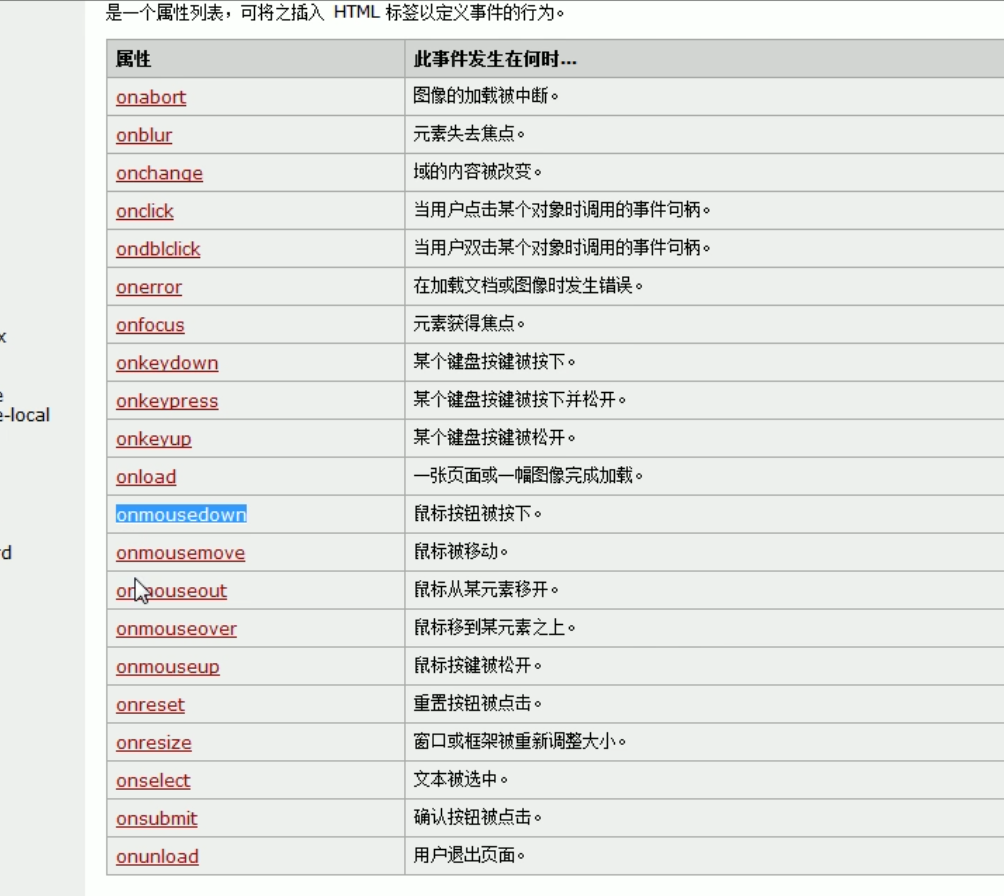 是一个属性列表，可将之插入 HTML 标签以定义事件的行为。
属性 此事件发生在何时...
onabort 图像的加载被中断。
onblur 元素失去焦点。
onchange 域的内容被改变。
onclick 当用户点击某个对象时调用的事件句柄。
ondblclick 当用户双击某个对象时调用的事件句柄。
onerror 在加载文档或图像时发生错误。
onfocus 元素获得焦点。
x
onkeydown 某个键盘按键被按下。
e
onkeypress 某个键盘按键被按下并松开。
e-local
onkeyup 某个键盘按键被松开。
onload 一张页面或一幅图像完成加载。
onmousedown 鼠标按钮被按下。
rd
onmousemove 鼠标被移动。
onmouseout 鼠标从某元素移开。
onmouseover 鼠标移到某元素之上。
onmouseup 鼠标按键被松开。
onreset 重置按钮被点击。
onresize 窗口或框架被重新调整大小。
onselect 文本被选中。
onsubmit 确认按钮被点击。
onunload 用户退出页面。